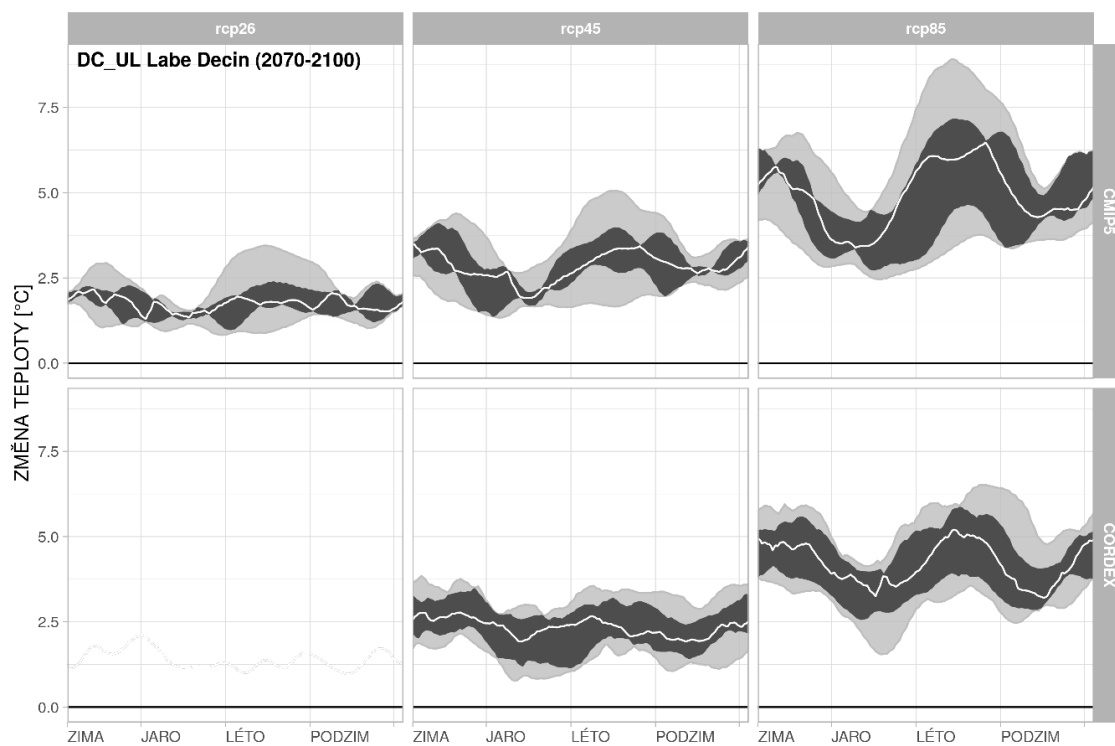 rcp26 rcp45 rcp85
DC_UL Labe Decin (2070-2100)
CMIP5
7.5
5.0
2.5
0.0
ZMĚNA TEPLOTY [°C]
CORDEX
7.5
5.0
2.5
0.0
ZIMA JARO LÉTO PODZIM ZIMA JARO LÉTO PODZIM ZIMA JARO LÉTO PODZIM